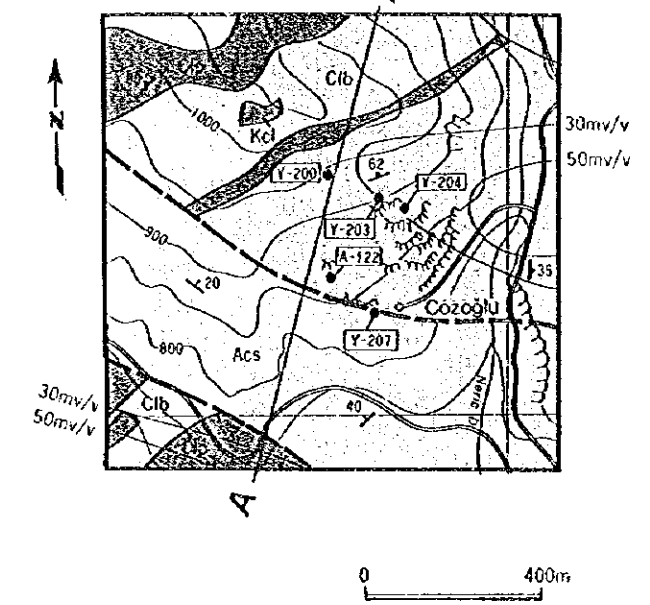 N
Clb
1000
Kcl
30mv/v
50mv/v
62
Y-200
Y-204
Y-203
900
A-122
20
35
Cozoğlu
Y-207
800
Acs
30mv/v
50mv/v
Clb
40
A
0 400m